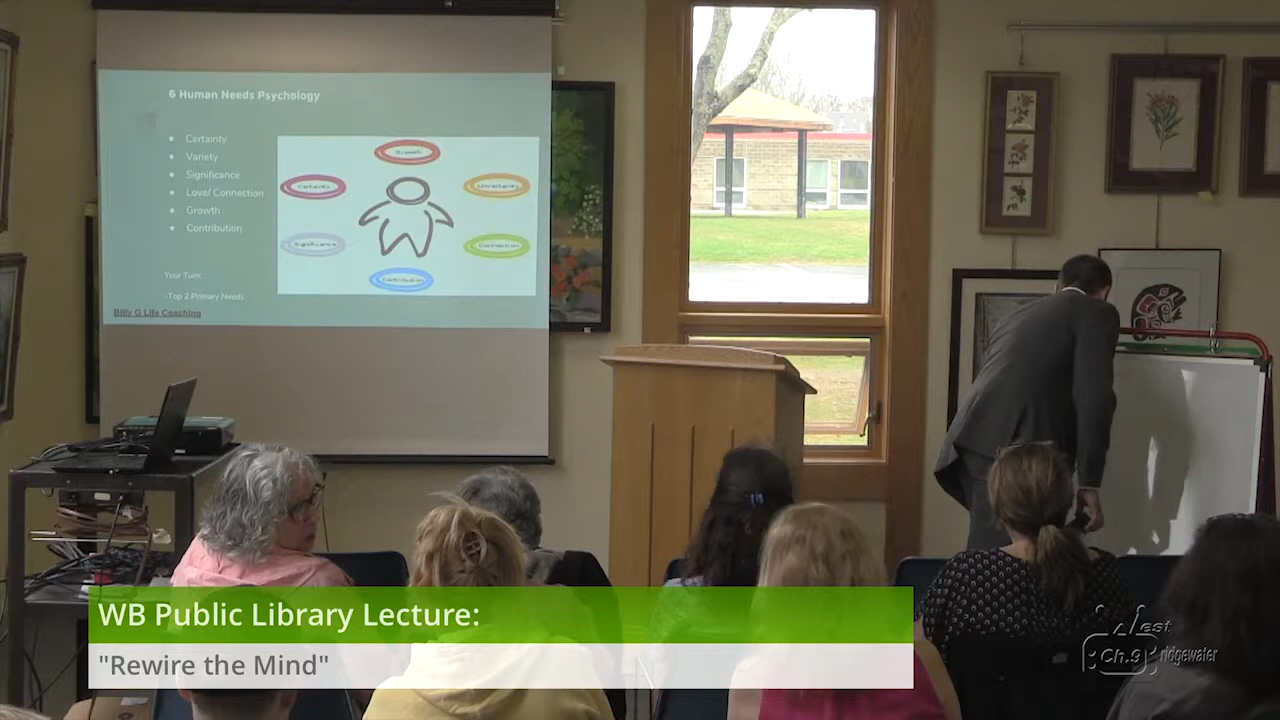 6 Human Needs Psychology
Certainty
Variety
Significance
Love/ Connection
Growth
Contribution
Growth
Certainty
Uncertainty
Significance
Connection
Contribution
Your Turn:
-Top 2 Primary Needs
Billy G Life Coaching
WB Public Library Lecture:
"Rewire the Mind"
West
Ch.9 Bridgewater